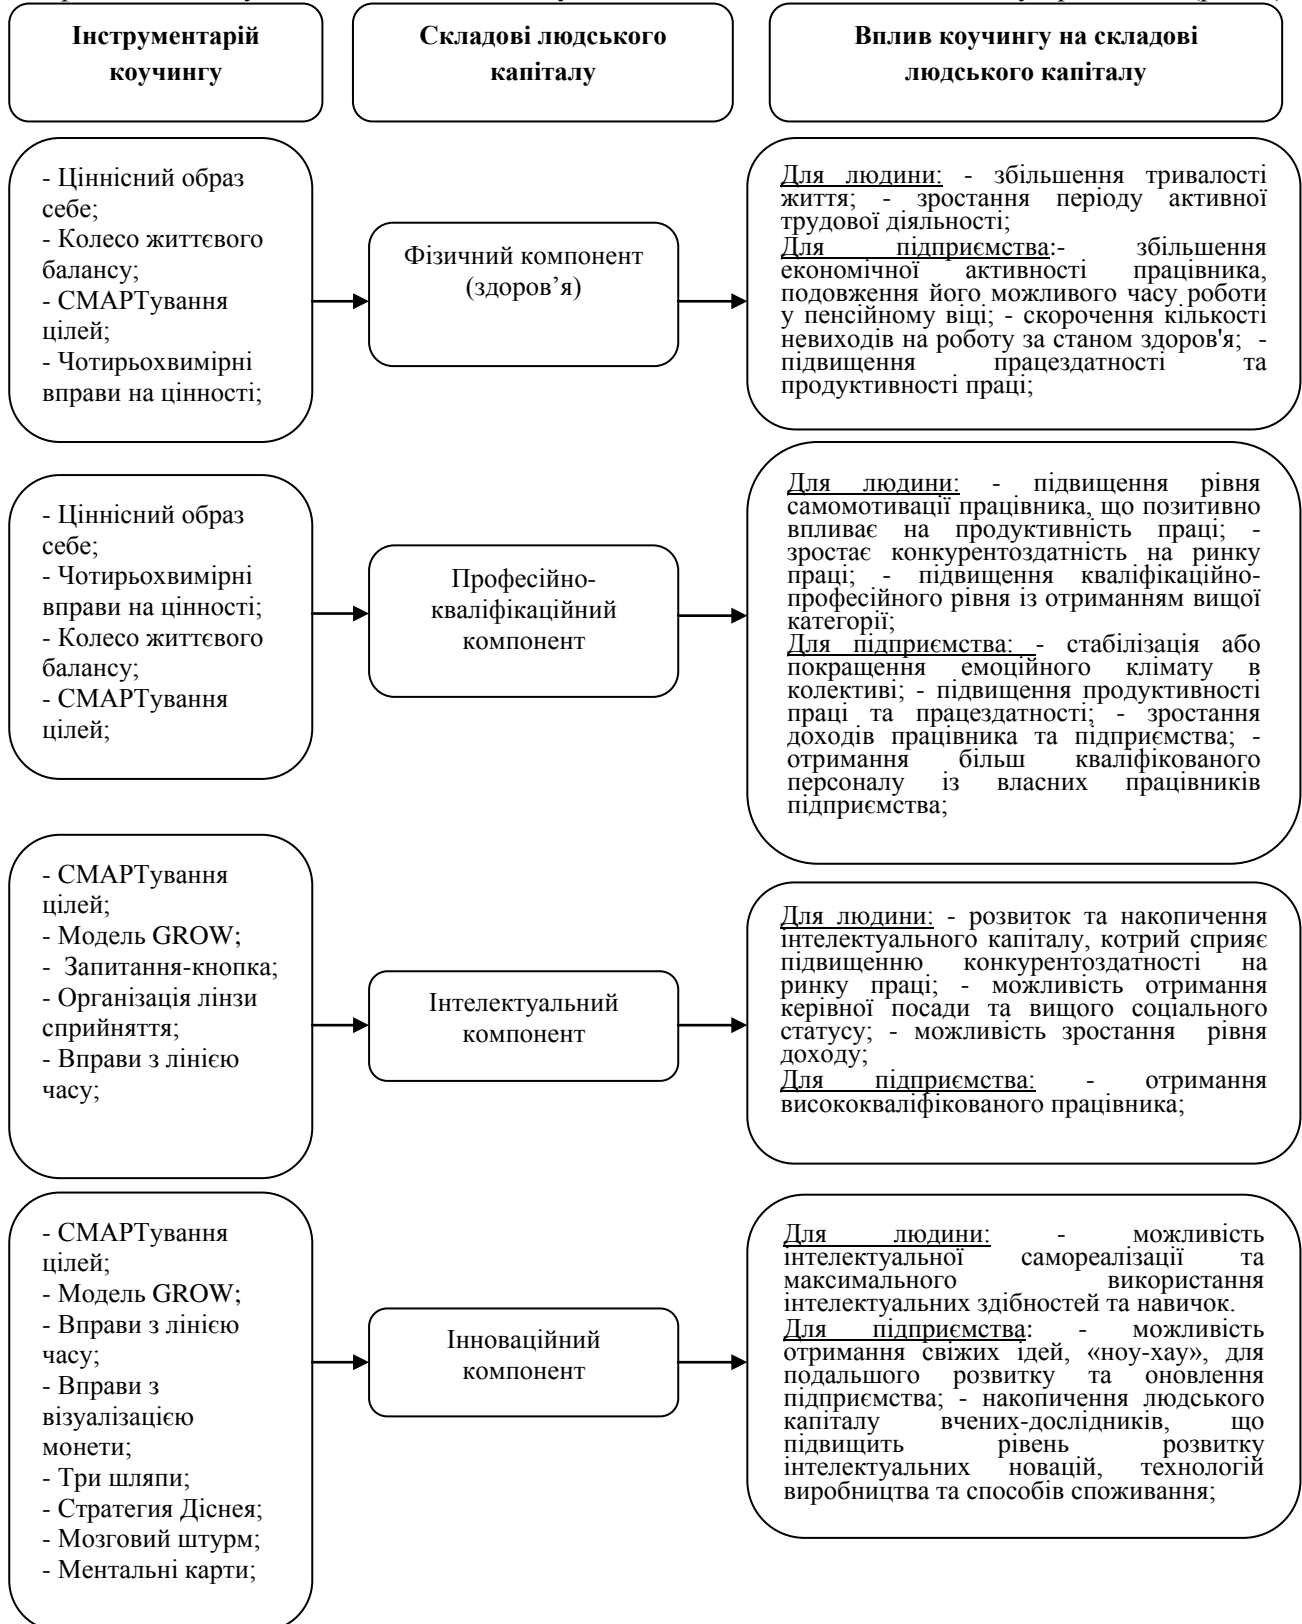 Інструментарій
коучингу
Складові людського
капіталу
Вплив коучингу на складові
людського капіталу
- Ціннісний образ
себе;
- Колесо життєвого
балансу;
- СМАРТування
цілей;
- Чотирьохвимірні
вправи на цінності;
Фізичний компонент
(здоров’я)
Для людини: - збільшення тривалості
життя; - зростання періоду активної
трудової діяльності;
Для підприємства:- збільшення
економічної активності працівника,
подовження його можливого часу роботи
у пенсійному віці; - скорочення кількості
невиходів на роботу за станом здоров'я; -
підвищення працездатності та
продуктивності праці;
- Ціннісний образ
себе;
- Чотирьохвимірні
вправи на цінності;
- Колесо життєвого
балансу;
- СМАРТування
цілей;
Професійно-
кваліфікаційний
компонент
Для людини: - підвищення рівня
самомотивації працівника, що позитивно
впливає на продуктивність праці; -
зростає конкурентоздатність на ринку
праці; - підвищення кваліфікаційно-
професійного рівня із отриманням вищої
категорії;
Для підприємства: - стабілізація або
покращення емоційного клімату в
колективі; - підвищення продуктивності
праці та працездатності; - зростання
доходів працівника та підприємства; -
отримання більш кваліфікованого
персоналу із власних працівників
підприємства;
- СМАРТування
цілей;
- Модель GROW;
- Запитання-кнопка;
- Організація лінзи
сприйняття;
- Вправи з лінією
часу;
Інтелектуальний
компонент
Для людини: - розвиток та накопичення
інтелектуального капіталу, котрий сприяє
підвищенню конкурентоздатності на
ринку праці; - можливість отримання
керівної посади та вищого соціального
статусу; - можливість зростання рівня
доходу;
Для підприємства: - отримання
висококваліфікованого працівника;
- СМАРТування
цілей;
- Модель GROW;
- Вправи з лінією
часу;
- Вправи з
візуалізацією
монети;
- Три шляпи;
- Стратегия Діснея;
- Мозговий штурм;
- Ментальні карти;
Інноваційний
компонент
Для людини: - можливість
інтелектуальної самореалізації та
максимального використання
інтелектуальних здібностей та навичок.
Для підприємства: - можливість
отримання свіжих ідей, «ноу-хау», для
подальшого розвитку та оновлення
підприємства; - накопичення людського
капіталу вчених-дослідників, що
підвищить рівень розвитку
інтелектуальних новацій, технологій
виробництва та способів споживання;